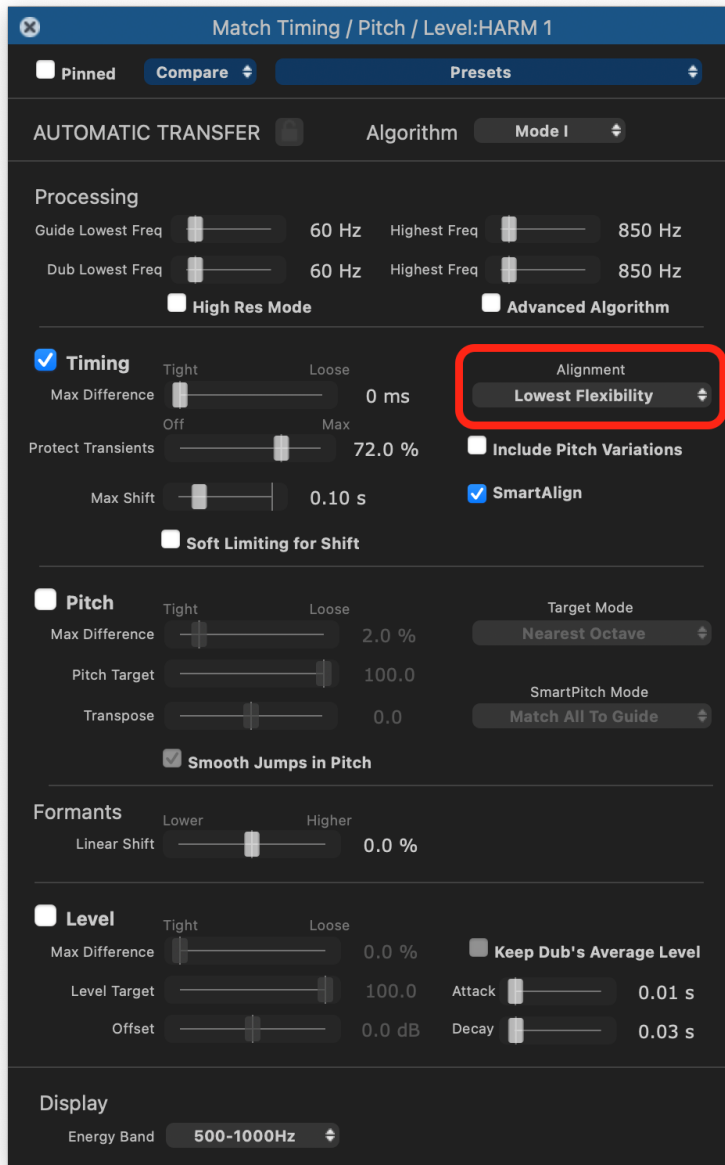 Match Timing / Pitch / Level:HARM 1
Pinned Compare Presets
AUTOMATIC TRANSFER Algorithm Mode I
Processing
Guide Lowest Freq 60 Hz Highest Freq 850 Hz
Dub Lowest Freq 60 Hz Highest Freq 850 Hz
High Res Mode Advanced Algorithm
Timing Tight Loose Alignment
Max Difference 0 ms Lowest Flexibility
Off Max
Protect Transients 72.0 % Include Pitch Variations
Max Shift 0.10 s SmartAlign
Soft Limiting for Shift
Pitch Tight Loose Target Mode
Max Difference 2.0 % Nearest Octave
Pitch Target 100.0
SmartPitch Mode
Transpose 0.0 Match All To Guide
Smooth Jumps in Pitch
Formants Lower Higher
Linear Shift 0.0 %
Level Tight Loose
Max Difference 0.0 % Keep Dub's Average Level
Level Target 100.0 Attack 0.01 s
Offset 0.0 dB Decay 0.03 s
Display
Energy Band 500-1000Hz